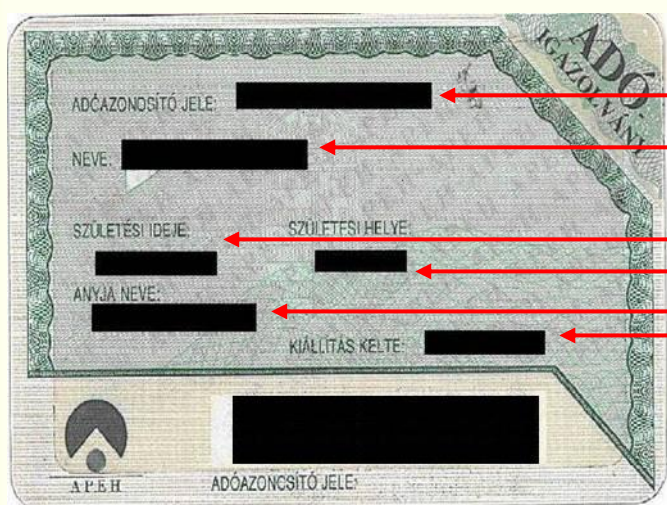 ADÓ-
IGAZOLVÁNY
ADÓAZONOSÍTÓ JELE:
NEVE:
SZÜLETÉSI IDEJE: SZÜLETÉSI HELYE:
ANYJA NEVE:
KIÁLLÍTÁS KELTE:
APEH
ADÓAZONOSÍTÓ JELE: